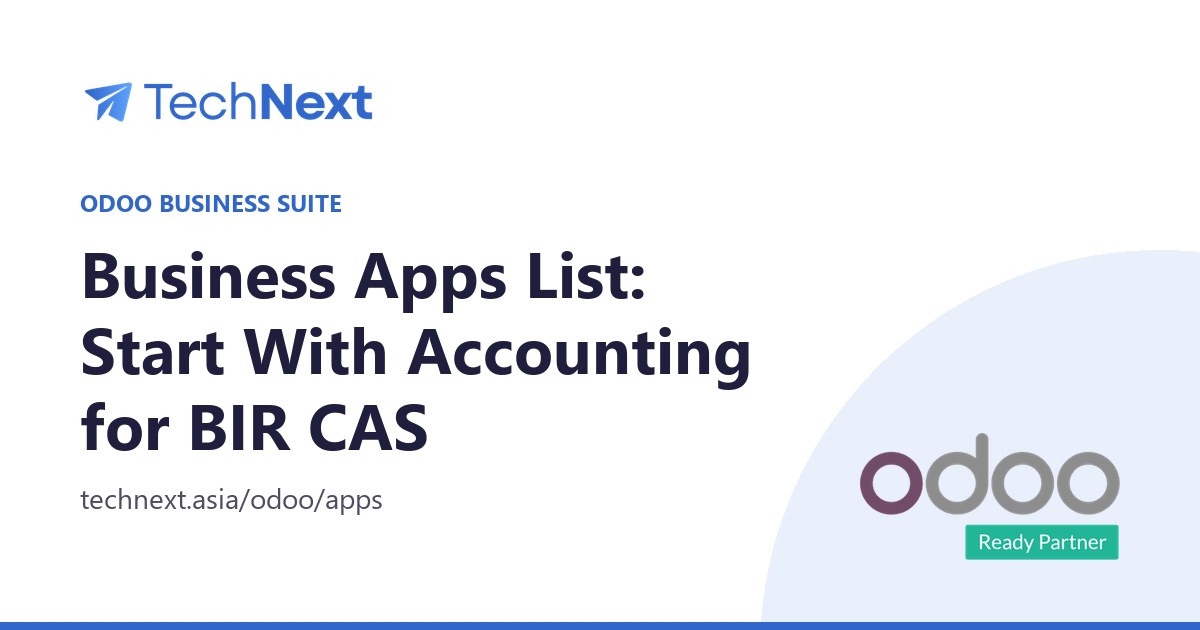 TechNext
ODOO BUSINESS SUITE
Business Apps List:
Start With Accounting
for BIR CAS
technext.asia/odoo/apps
odoo
Ready Partner